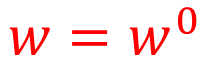 w = w⁰